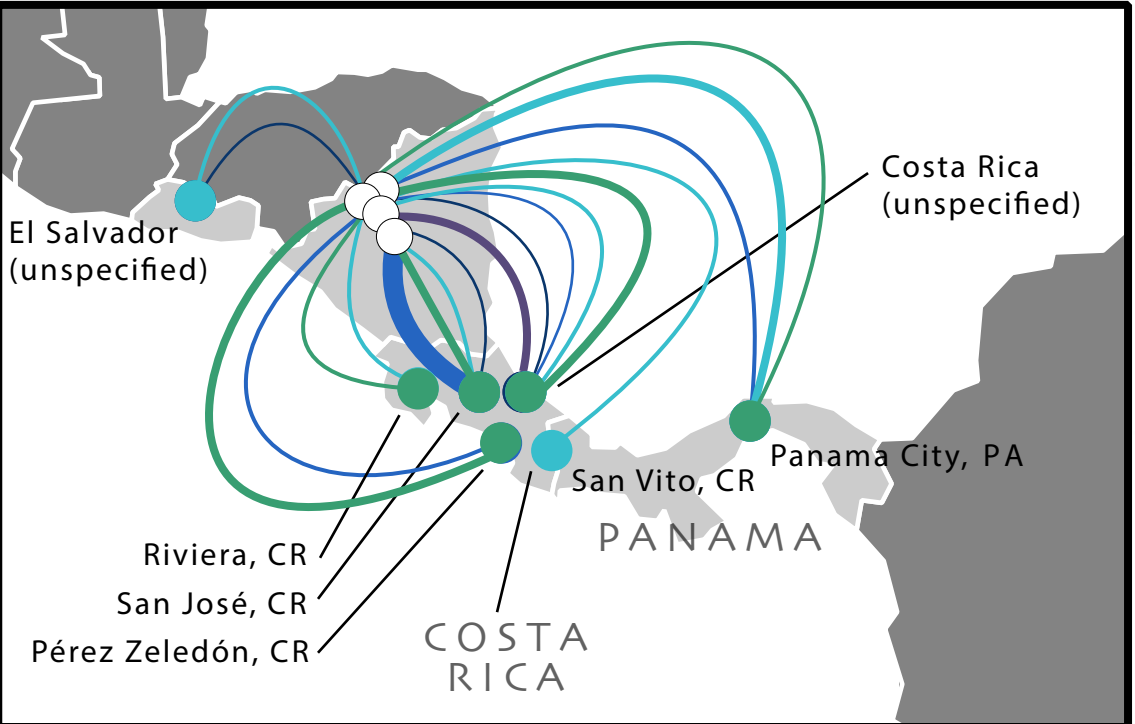 Costa Rica
(unspecified)
El Salvador
(unspecified)
Panama City, PA
San Vito, CR
PANAMA
Riviera, CR
San José, CR
Pérez Zeledón, CR
COSTA
RICA